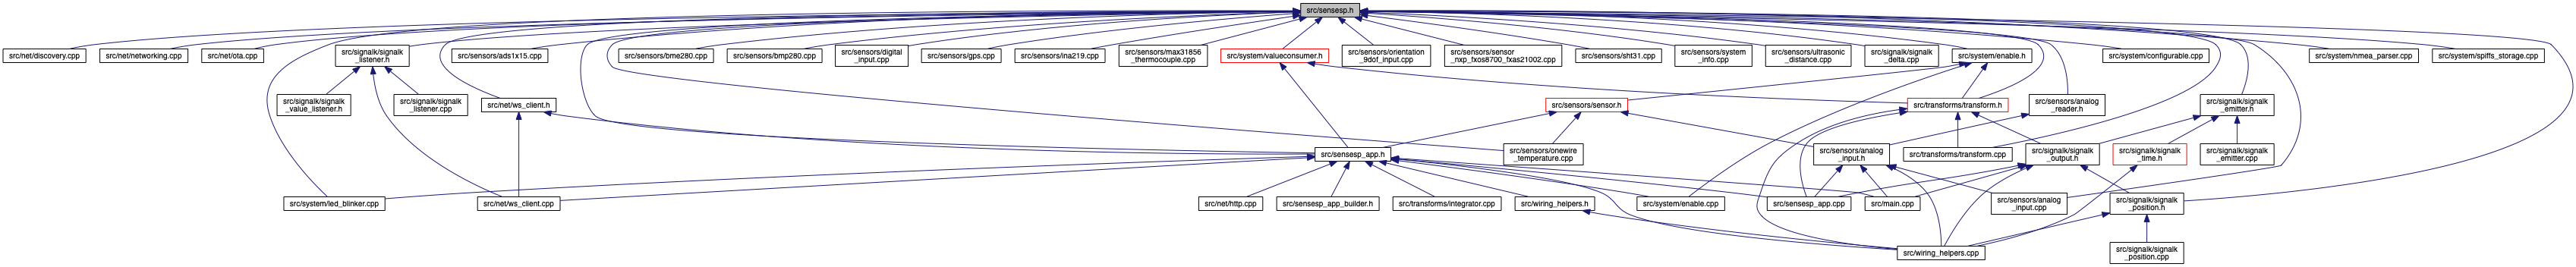 src/sensesp.h
src/net/discovery.cpp
src/net/networking.cpp
src/net/ota.cpp
src/signalk/signalk
_listener.h
src/sensors/ads1x15.cpp
src/sensors/bme280.cpp
src/sensors/bmp280.cpp
src/sensors/digital
_input.cpp
src/sensors/gps.cpp
src/sensors/ina219.cpp
src/sensors/max31856
_thermocouple.cpp
src/system/valueconsumer.h
src/sensors/orientation
_9dof_input.cpp
src/sensors/sensor
_nxp_fxos8700_fxas21002.cpp
src/sensors/sht31.cpp
src/sensors/system
_info.cpp
src/sensors/ultrasonic
_distance.cpp
src/signalk/signalk
_delta.cpp
src/system/enable.h
src/system/configurable.cpp
src/system/nmea_parser.cpp
src/system/spiffs_storage.cpp
src/signalk/signalk
_value_listener.h
src/signalk/signalk
_listener.cpp
src/net/ws_client.h
src/sensors/sensor.h
src/transforms/transform.h
src/sensors/analog
_reader.h
src/signalk/signalk
_emitter.h
src/sensesp_app.h
src/sensors/onewire
_temperature.cpp
src/sensors/analog
_input.h
src/transforms/transform.cpp
src/signalk/signalk
_output.h
src/signalk/signalk
_time.h
src/signalk/signalk
_emitter.cpp
src/system/led_blinker.cpp
src/net/ws_client.cpp
src/net/http.cpp
src/sensesp_app_builder.h
src/transforms/integrator.cpp
src/wiring_helpers.h
src/system/enable.cpp
src/sensesp_app.cpp
src/main.cpp
src/sensors/analog
_input.cpp
src/signalk/signalk
_position.h
src/wiring_helpers.cpp
src/signalk/signalk
_position.cpp